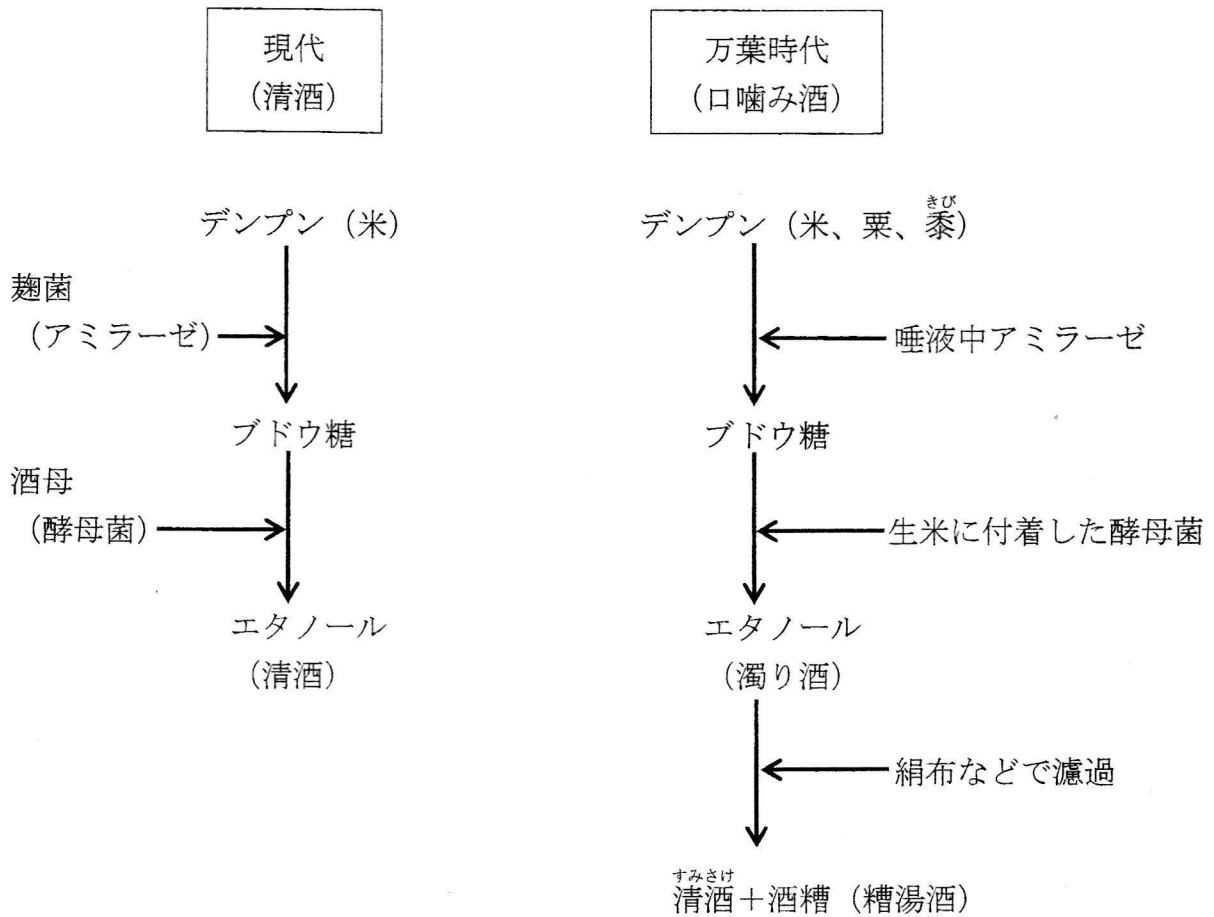 現代
(清酒)
デンプン(米)
麹菌
(アミラーゼ)
ブドウ糖
酒母
(酵母菌)
エタノール
(清酒)
万葉時代
(口噛み酒)
きび
デンプン(米、粟、黍)
唾液中アミラーゼ
ブドウ糖
生米に付着した酵母菌
エタノール
(濁り酒)
絹布などで濾過
すみさけ
清酒+酒糟(糟湯酒)